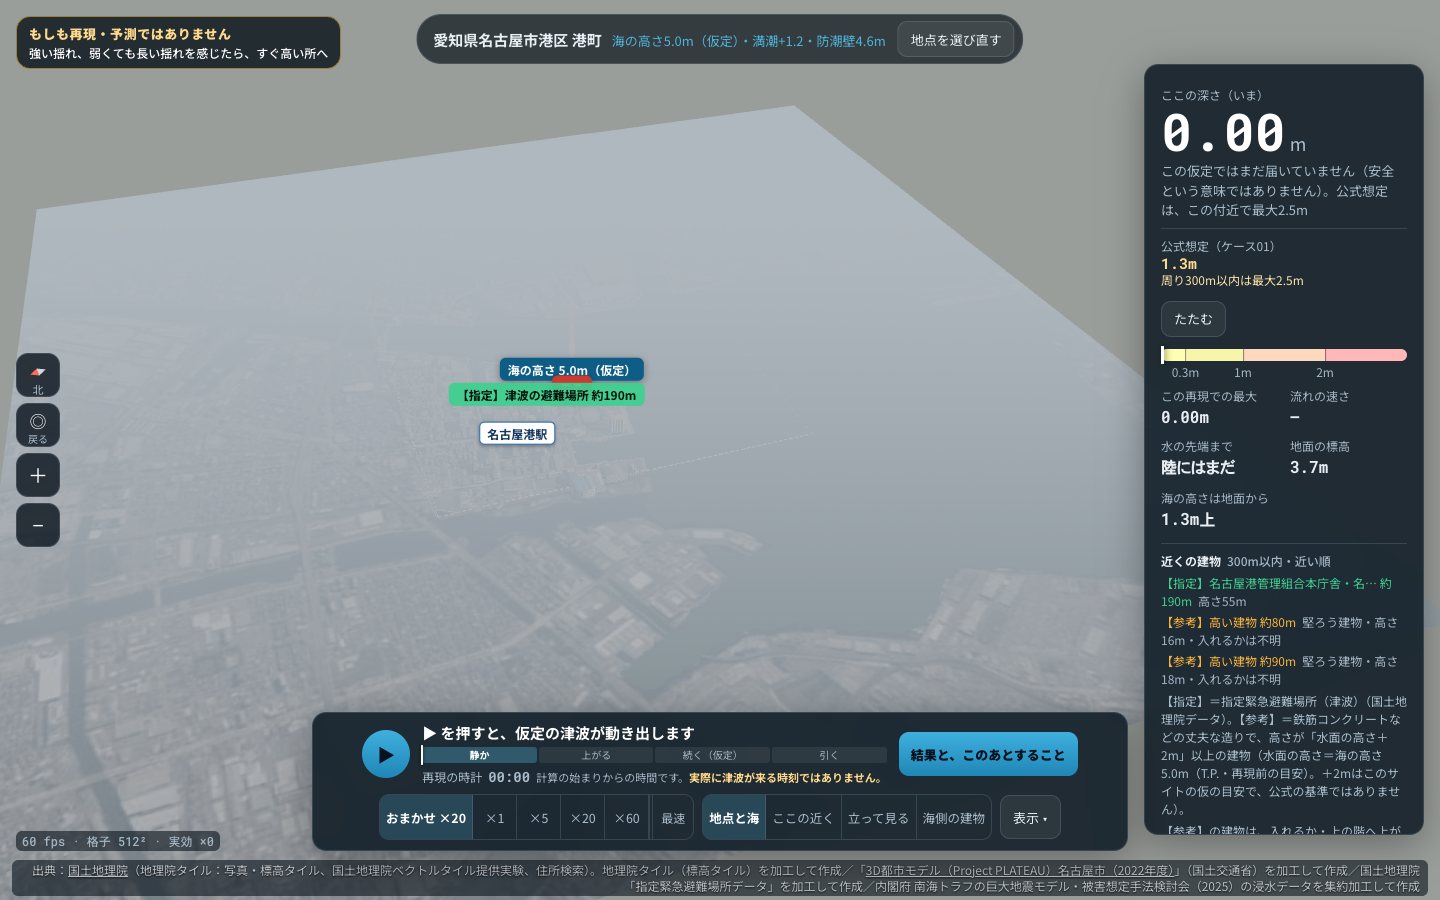 もしも再現・予測ではありません
強い揺れ、弱くても長い揺れを感じたら、すぐ高い所へ
愛知県名古屋市港区 港町 海の高さ5.0m（仮定）・満潮+1.2・防潮壁4.6m 地点を選び直す
ここの深さ（いま）
0.00 m
この仮定ではまだ届いていません（安全
という意味ではありません）。公式想定
は、この付近で最大2.5m
公式想定（ケース01）
1.3m
周り300m以内は最大2.5m
たたむ
0.3m 1m 2m
この再現での最大 流れの速さ
0.00m —
水の先端まで 地面の標高
陸にはまだ 3.7m
海の高さは地面から
1.3m上
近くの建物 300m以内・近い順
【指定】名古屋港管理組合本庁舎・名… 約
190m 高さ55m
【参考】高い建物 約80m 堅ろう建物・高さ
16m・入れるかは不明
【参考】高い建物 約90m 堅ろう建物・高さ
18m・入れるかは不明
【指定】＝指定緊急避難場所（津波）（国土地
理院データ）。【参考】＝鉄筋コンクリートな
どの丈夫な造りで、高さが「水面の高さ＋
2m」以上の建物（水面の高さ＝海の高さ
5.0m（T.P.・再現前の目安）。＋2mはこのサ
イトの仮の目安で、公式の基準ではありませ
ん）。
【参考】の建物は、入れるか・上の階へ上が
海の高さ 5.0m（仮定）
【指定】津波の避難場所 約190m
名古屋港駅
北
戻る
＋
−
▶ を押すと、仮定の津波が動き出します
静か 上がる 続く（仮定） 引く
再現の時計 00:00 計算の始まりからの時間です。実際に津波が来る時刻ではありません。
結果と、このあとすること
おまかせ ×20 ×1 ×5 ×20 ×60 最速 地点と海 ここの近く 立って見る 海側の建物 表示 ▾
60 fps · 格子 512² · 実効 ×0
出典：国土地理院（地理院タイル：写真・標高タイル、国土地理院ベクトルタイル提供実験、住所検索）。地理院タイル（標高タイル）を加工して作成／「3D都市モデル（Project PLATEAU）名古屋市（2022年度）」（国土交通省）を加工して作成／国土地理院
「指定緊急避難場所データ」を加工して作成／内閣府 南海トラフの巨大地震モデル・被害想定手法検討会（2025）の浸水データを集約加工して作成